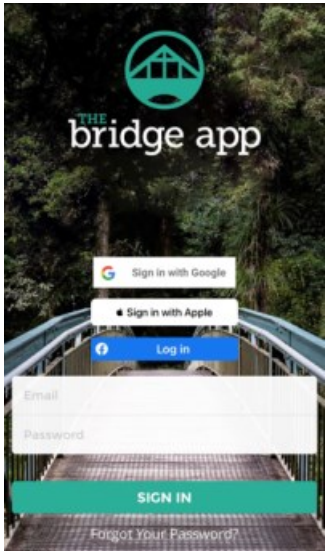 THE
bridge app
Sign in with Google
Sign in with Apple
Log in
Email
Password
SIGN IN
Forgot Your Password?